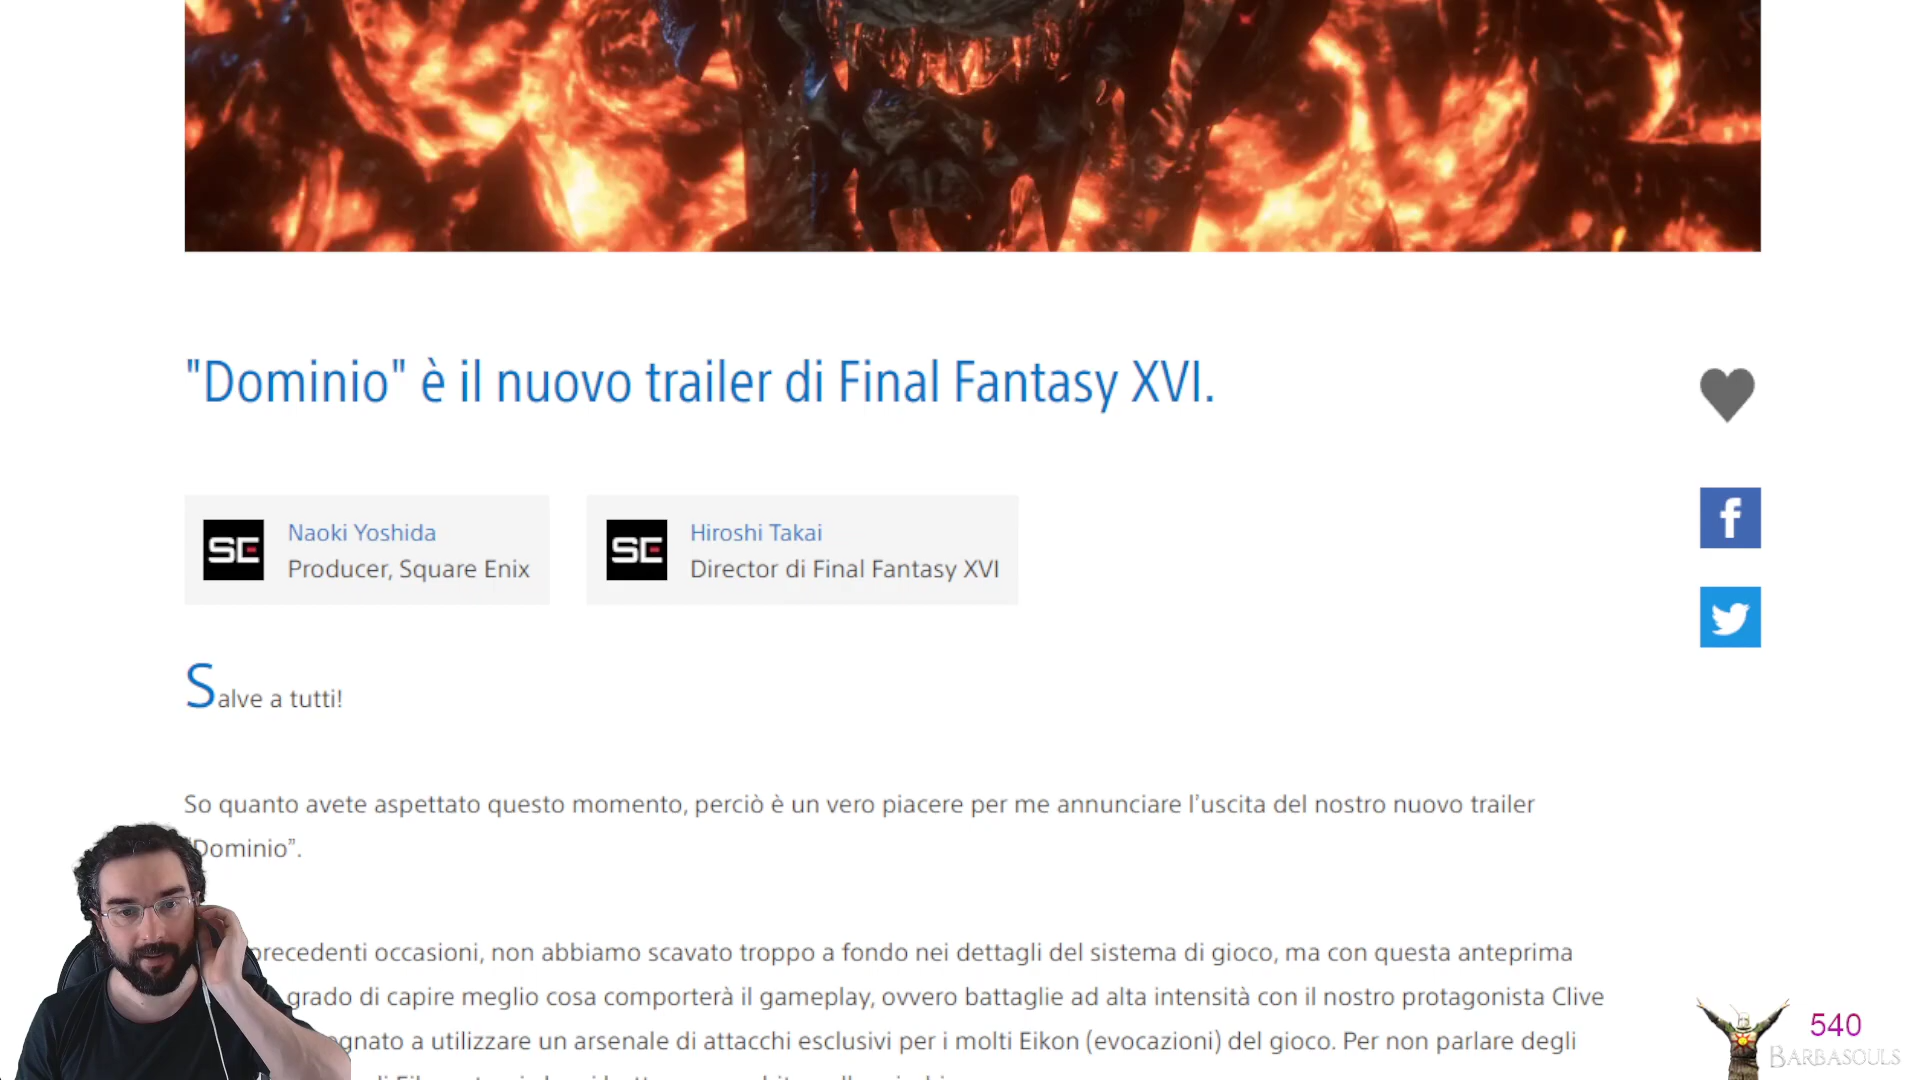 "Dominio" è il nuovo trailer di Final Fantasy XVI.
SE
Naoki Yoshida
Producer, Square Enix
SE
Hiroshi Takai
Director di Final Fantasy XVI
Salve a tutti!
So quanto avete aspettato questo momento, perciò è un vero piacere per me annunciare l'uscita del nostro nuovo trailer
Dominio”.
precedenti occasioni, non abbiamo scavato troppo a fondo nei dettagli del sistema di gioco, ma con questa anteprima
grado di capire meglio cosa comporterà il gameplay, ovvero battaglie ad alta intensità con il nostro protagonista Clive
a utilizzare un arsenale di attacchi esclusivi per i molti Eikon (evocazioni) del gioco. Per non parlare degli
540
BARBASOULS